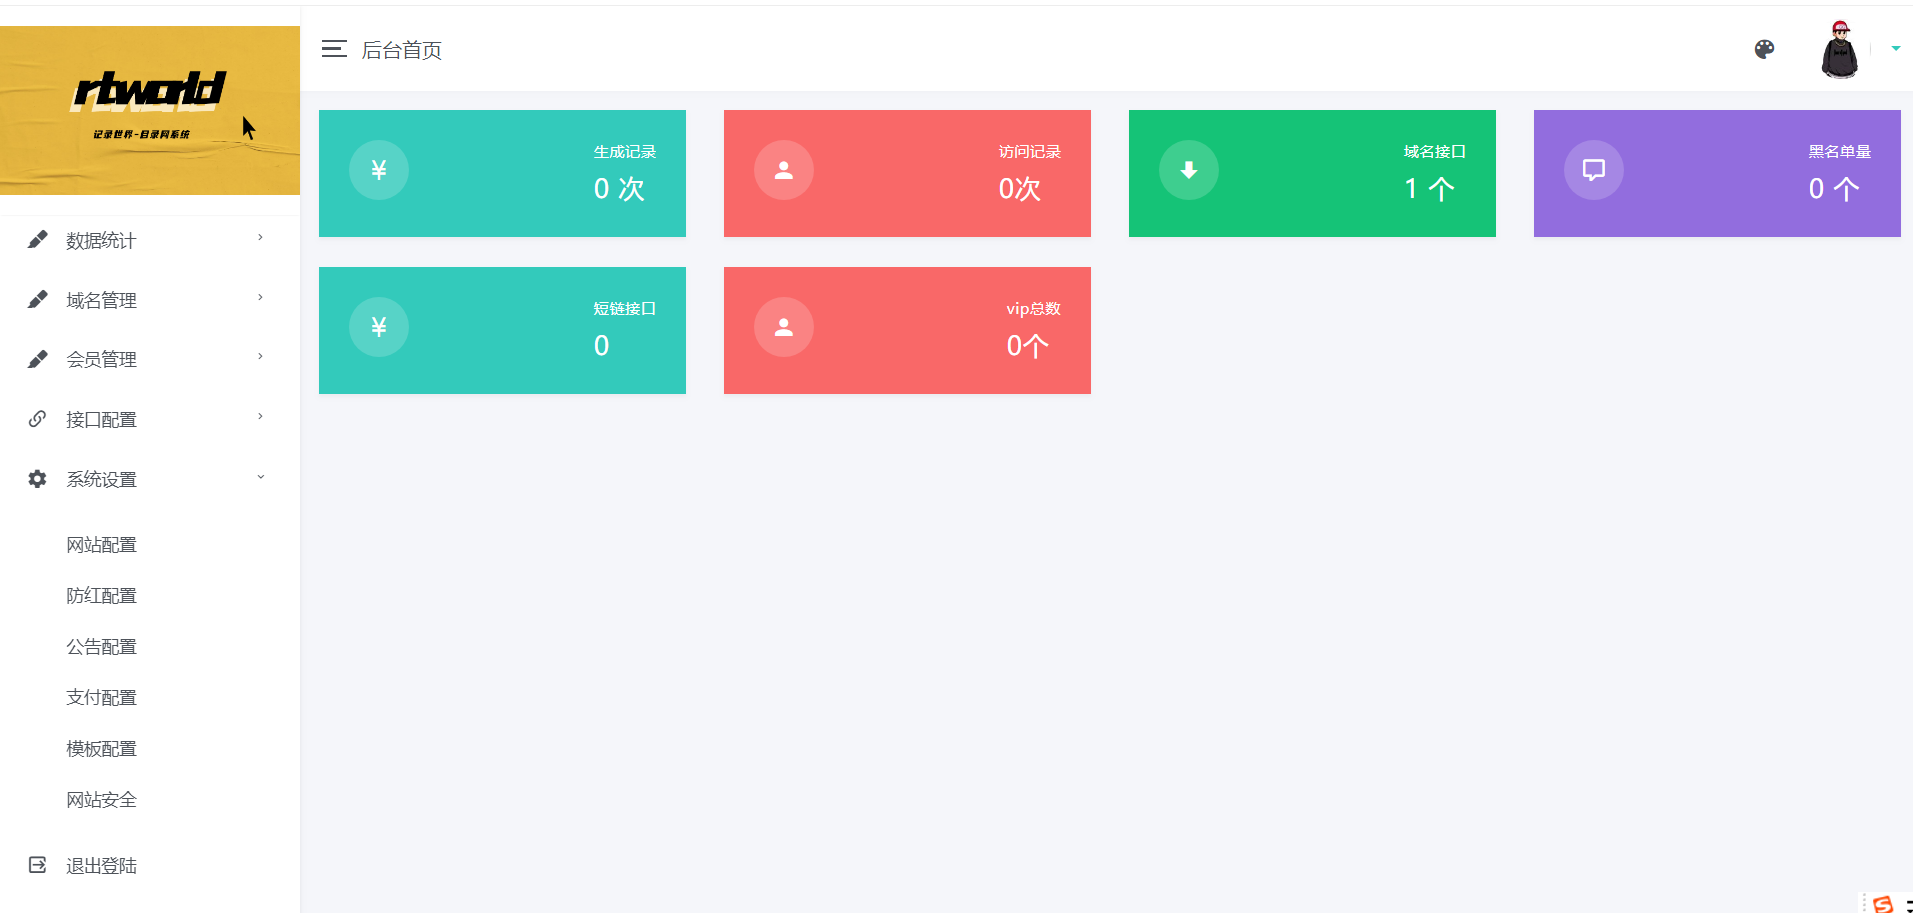 rtworld
记录世界-目录网系统
后台首页
数据统计
域名管理
会员管理
接口配置
系统设置
网站配置
防红配置
公告配置
支付配置
模板配置
网站安全
退出登陆
¥
生成记录
0 次
访问记录
0次
域名接口
1 个
黑名单量
0 个
¥
短链接口
0
vip总数
0个